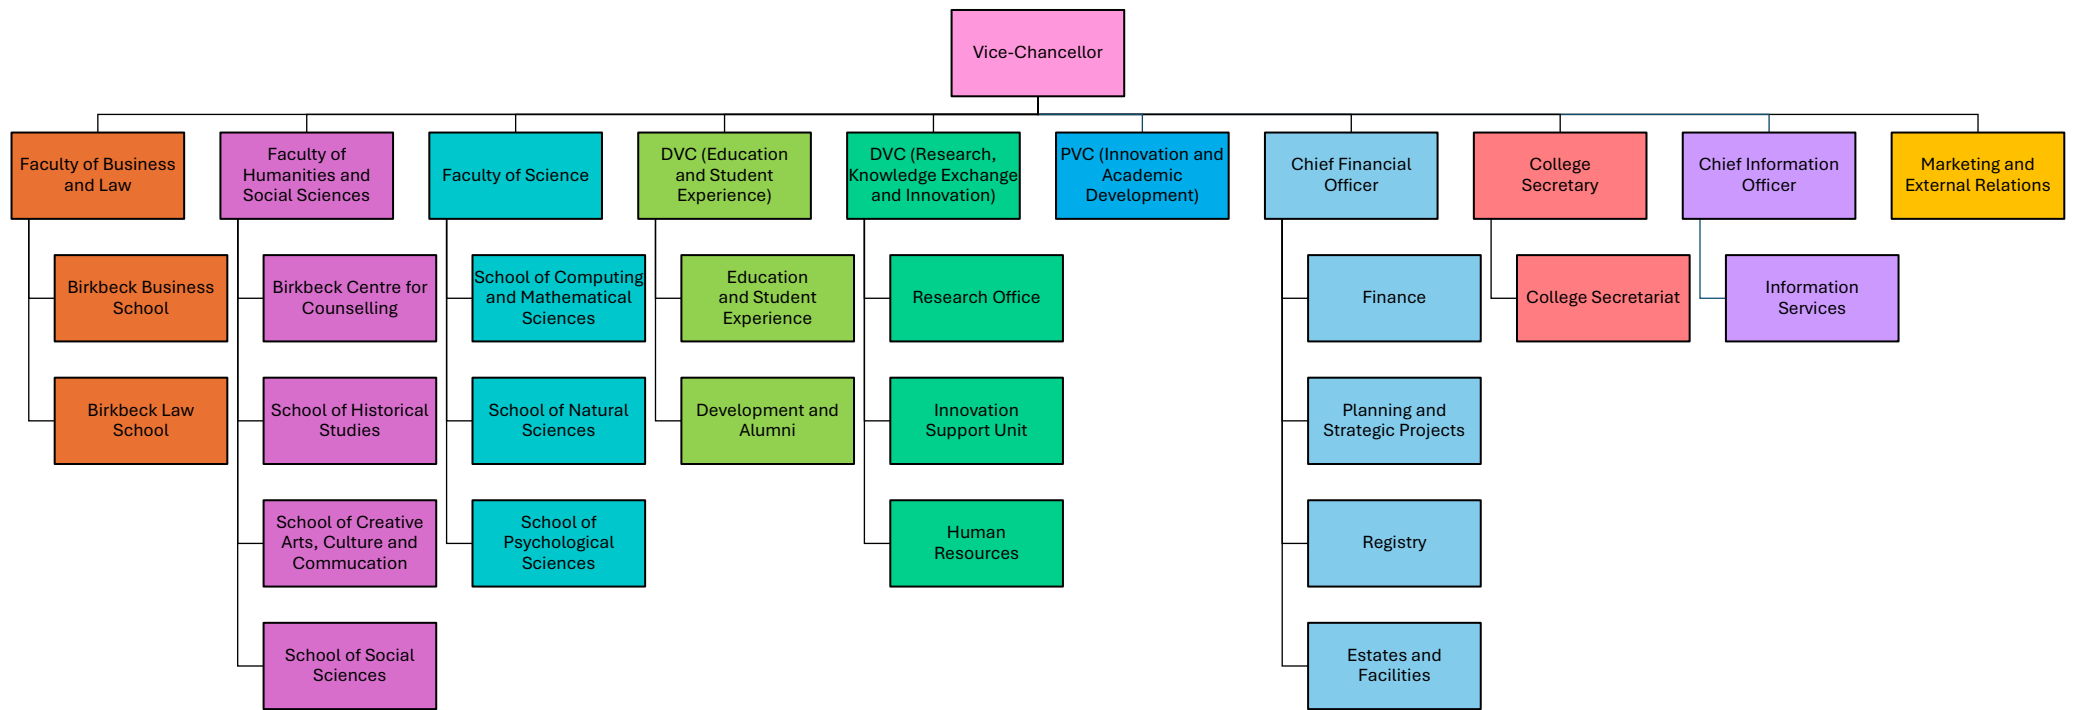 Vice-Chancellor
Faculty of Business
and Law
Faculty of
Humanities and
Social Sciences
Faculty of Science
DVC (Education
and Student
Experience)
DVC (Research,
Knowledge Exchange
and Innovation)
PVC (Innovation and
Academic
Development)
Chief Financial
Officer
College
Secretary
Chief Information
Officer
Marketing and
External Relations
Birkbeck Business
School
Birkbeck Centre for
Counselling
School of Computing
and Mathematical
Sciences
Education
and Student
Experience
Research Office
Finance
College Secretariat
Information
Services
Birkbeck Law
School
School of Historical
Studies
School of Natural
Sciences
Development and
Alumni
Innovation
Support Unit
Planning and
Strategic Projects
School of Creative
Arts, Culture and
Commucation
School of
Psychological
Sciences
Human
Resources
Registry
School of Social
Sciences
Estates and
Facilities